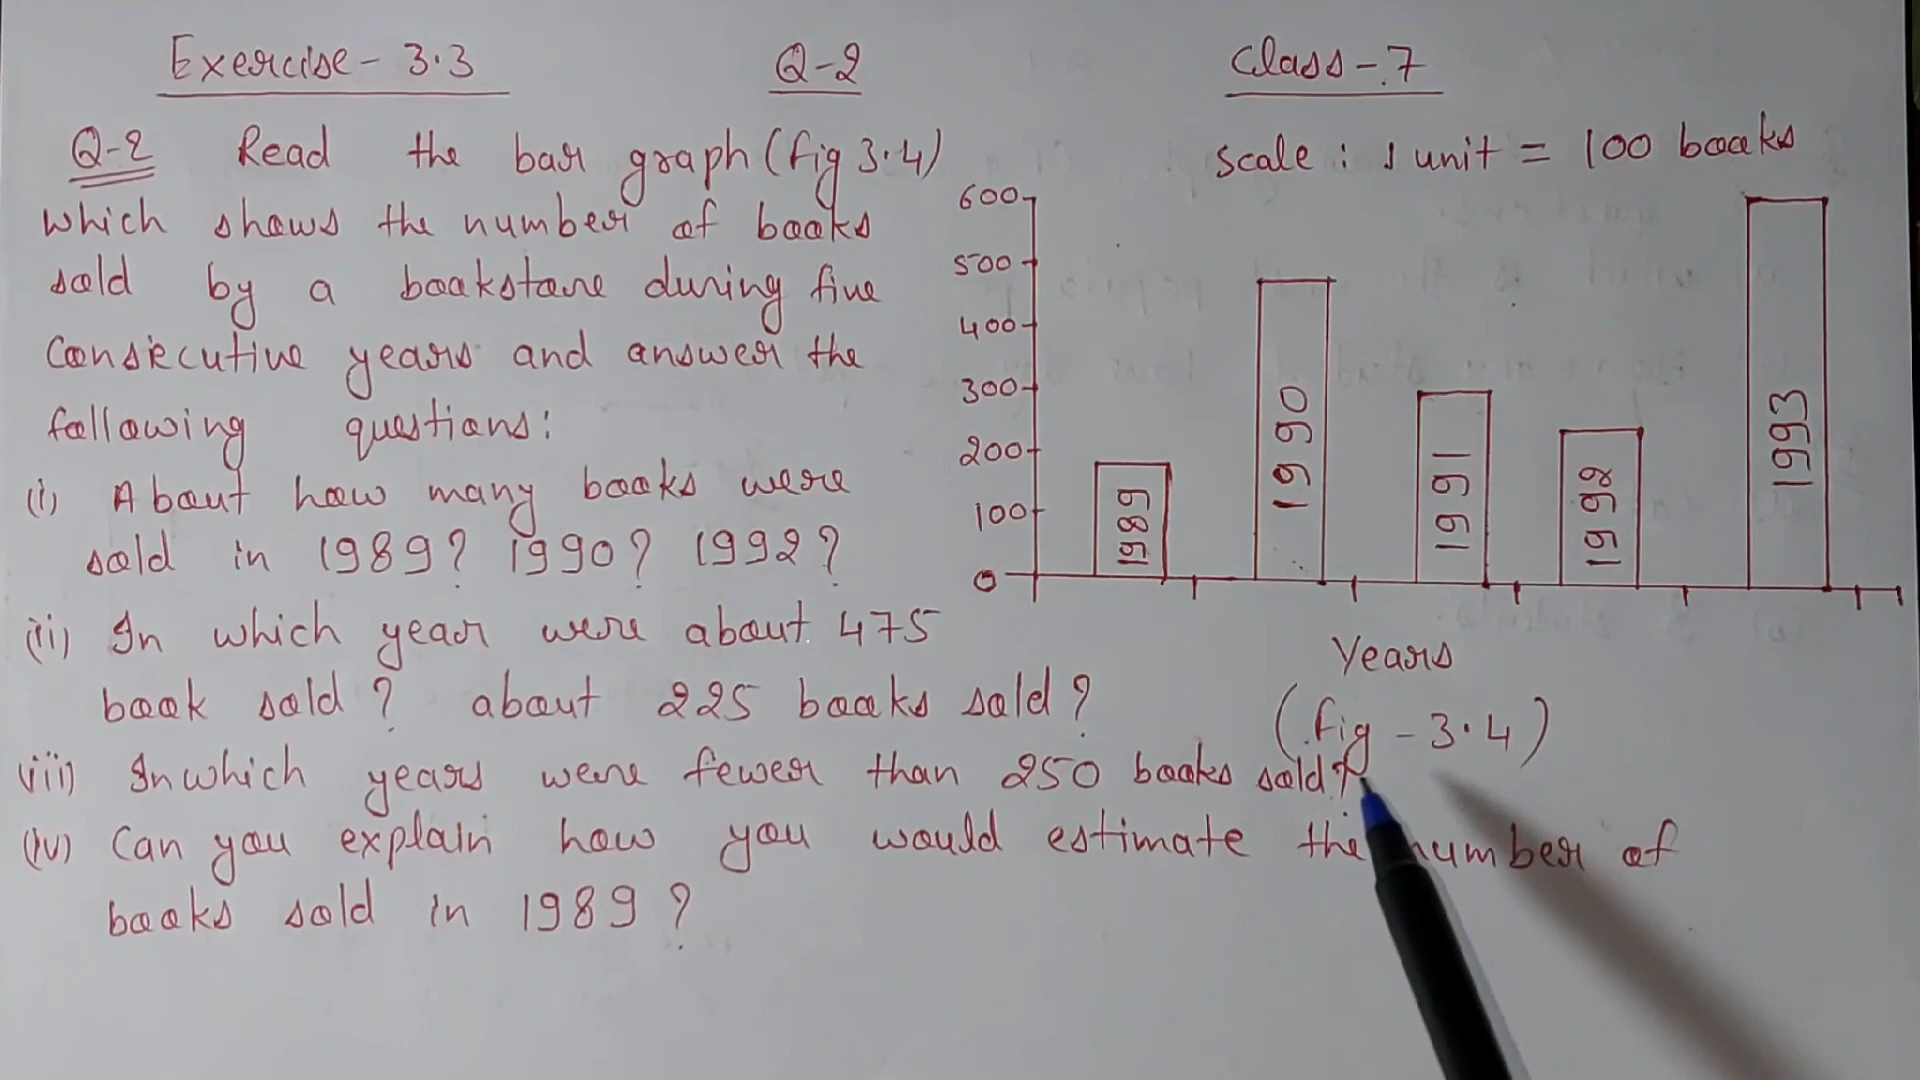 Exercise - 3.3 Q-2 Class - 7
Q-2 Read the bar graph (fig 3.4)
which shows the number of books
sold by a bookstore during five
Consecutive years and answer the
following questions:
(i) About how many books were
sold in 1989? 1990? 1992?
(ii) In which year were about 475
book sold? about 225 books sold?
(iii) In which years were fewer than 250 books sold?
(iv) Can you explain how you would estimate the number of
books sold in 1989?
scale : 1 unit = 100 books
600
500
400
300
200
100
0
1989 1990 1991 1992 1993
Years
(fig - 3.4)